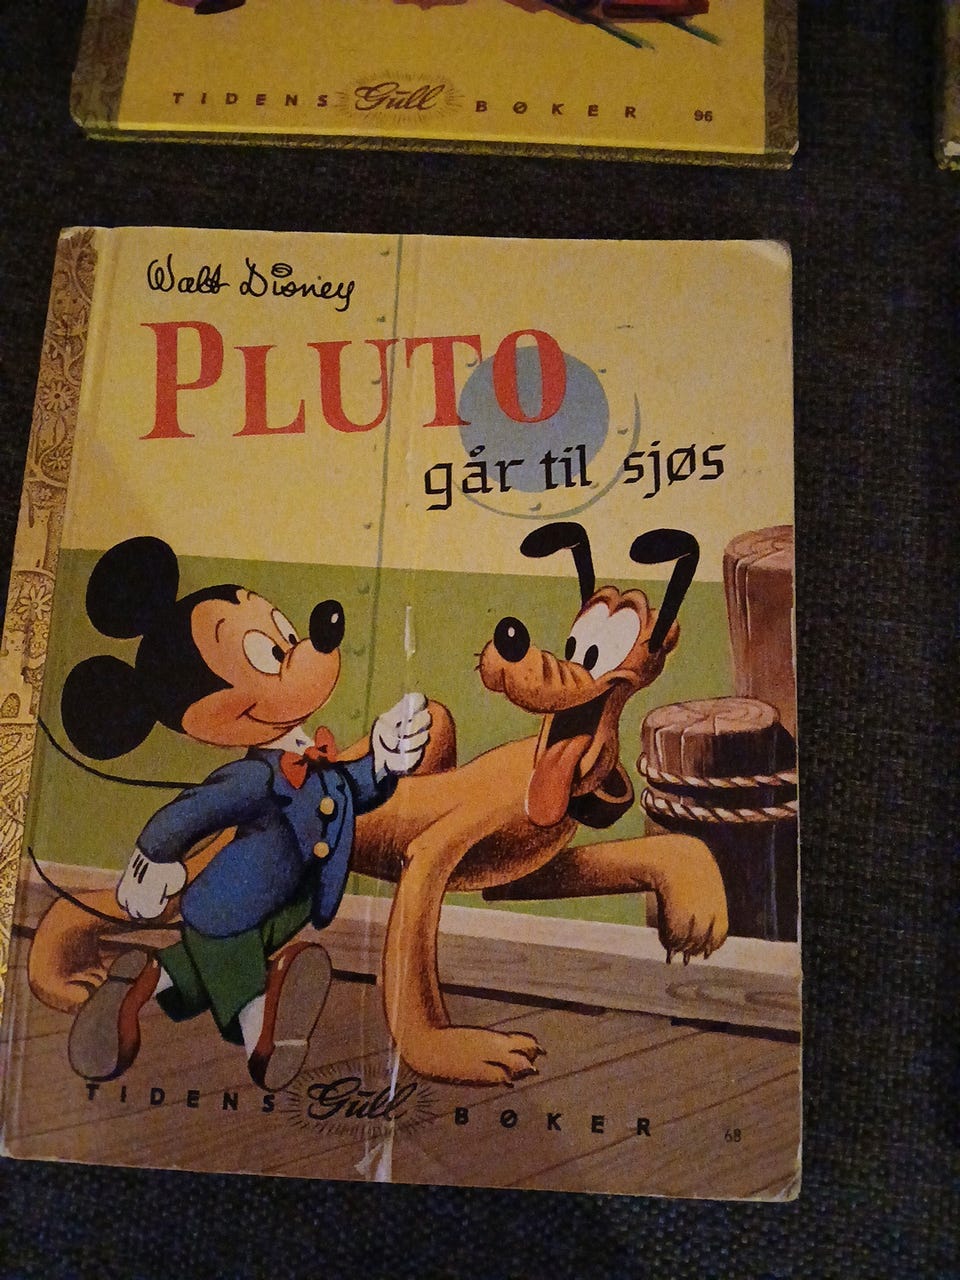 TIDENS Gull BØKER 96
Walt Disney
PLUTO
går til sjøs
TIDENS Gull BØKER 68